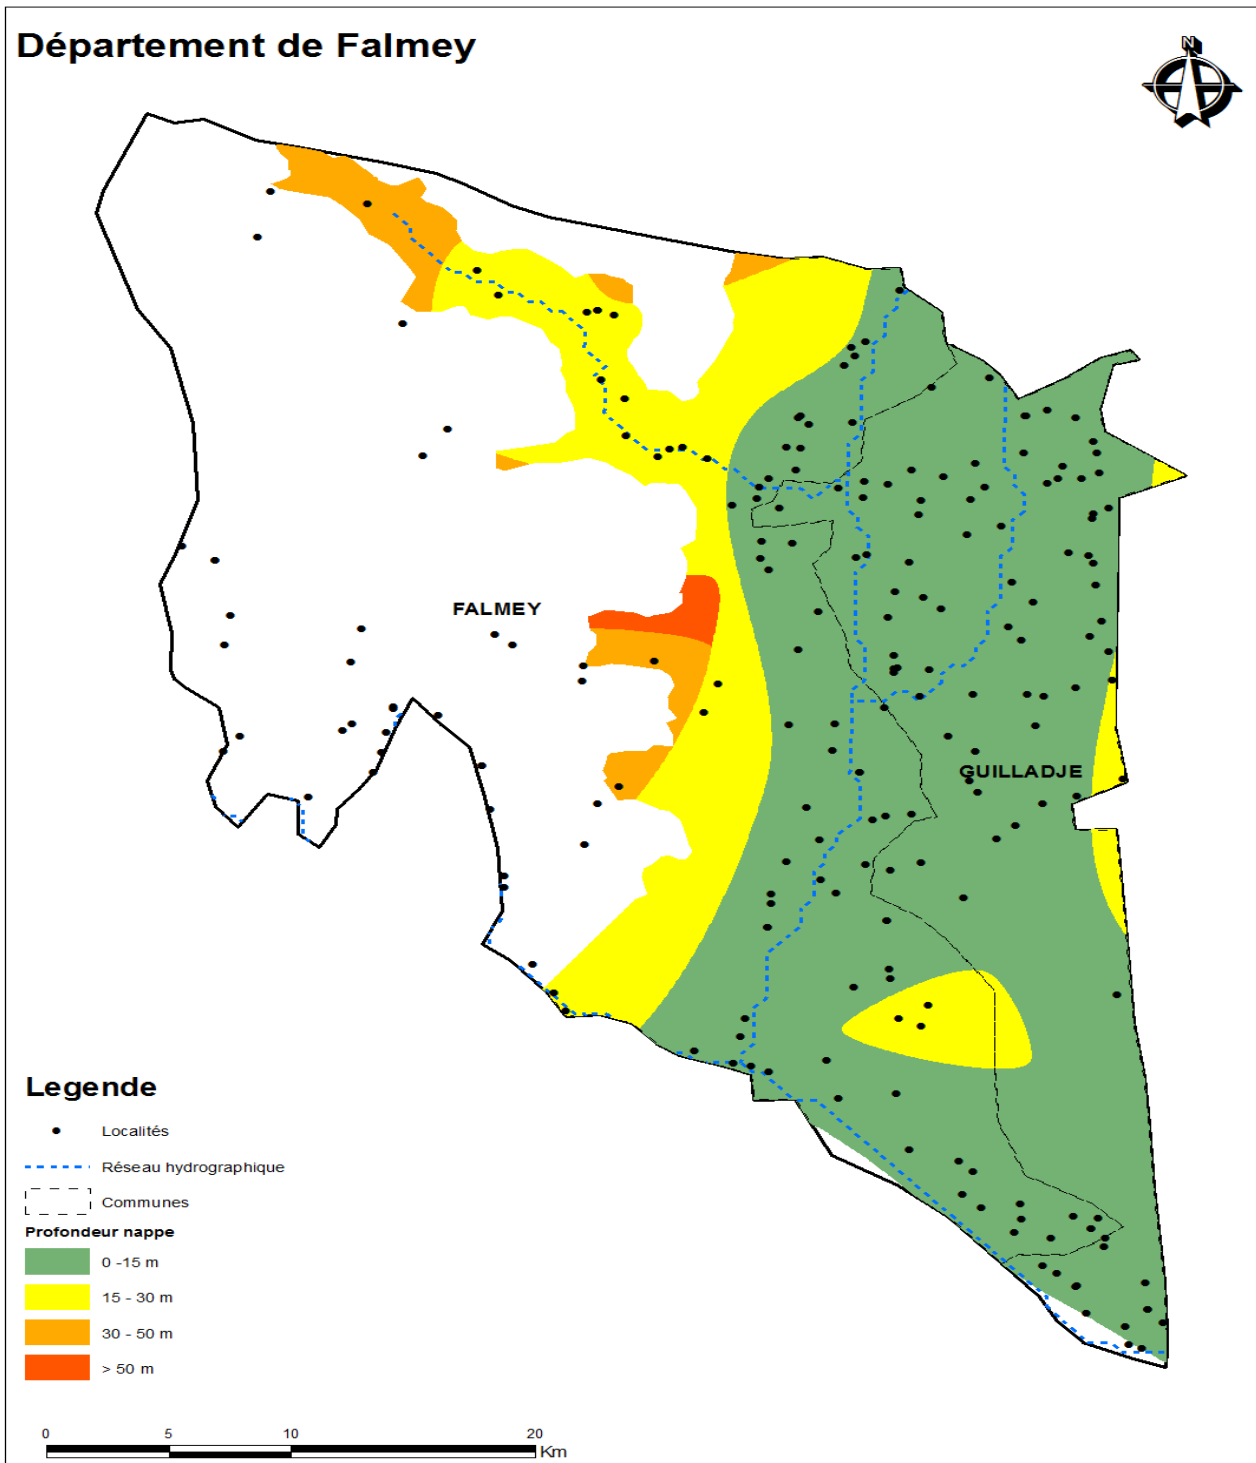 Département de Falmey
N
FALMEY
GUILLADJE
Legende
Localités
Réseau hydrographique
Communes
Profondeur nappe
0 -15 m
15 - 30 m
30 - 50 m
> 50 m
0 5 10 20
Km